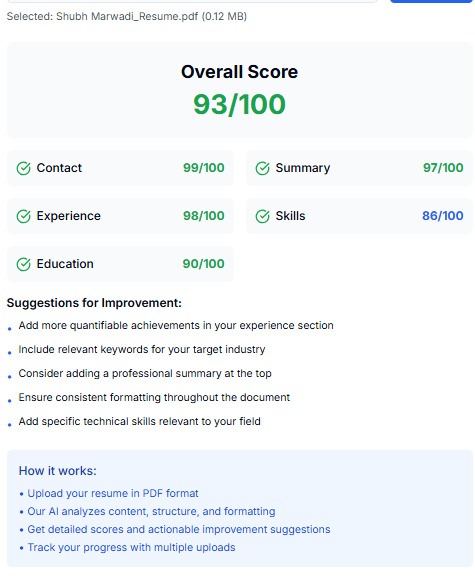 Selected: Shubh Marwadi_Resume.pdf (0.12 MB)
Overall Score
93/100
Contact 99/100
Summary 97/100
Experience 98/100
Skills 86/100
Education 90/100
Suggestions for Improvement:
• Add more quantifiable achievements in your experience section
• Include relevant keywords for your target industry
• Consider adding a professional summary at the top
• Ensure consistent formatting throughout the document
• Add specific technical skills relevant to your field
How it works:
• Upload your resume in PDF format
• Our AI analyzes content, structure, and formatting
• Get detailed scores and actionable improvement suggestions
• Track your progress with multiple uploads